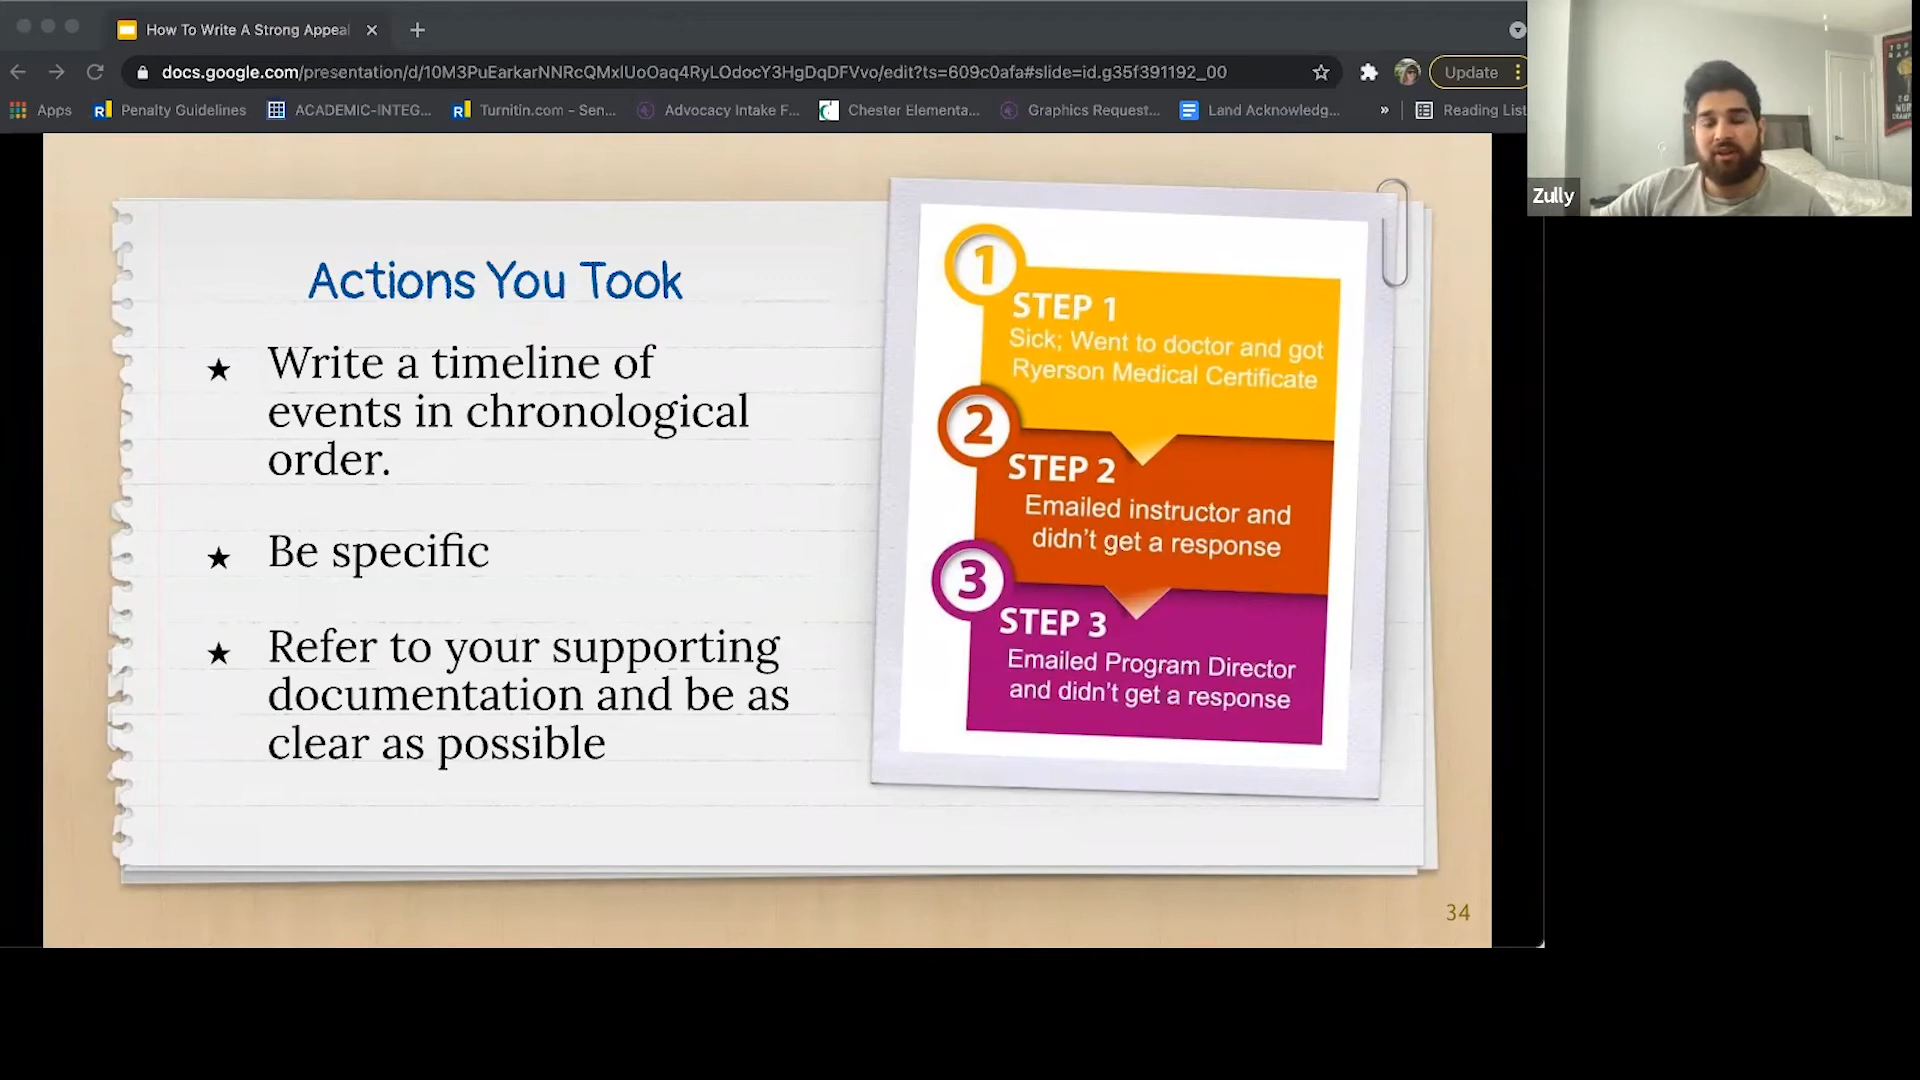 How To Write A Strong Appeal
docs.google.com/presentation/d/10M3PuEarkarNNRcQMxlUoOaq4RyLOdocY3HgDqDFVvo/edit?ts=609c0afa#slide=id.g35f391192_00
Update
Apps
Penalty Guidelines
ACADEMIC-INTEG...
Turnitin.com – Sen...
Advocacy Intake F...
Chester Elementa...
Graphics Request...
Land Acknowledg...
»
Reading List
Zully
Actions You Took
★ Write a timeline of
events in chronological
order.
★ Be specific
★ Refer to your supporting
documentation and be as
clear as possible
1
STEP 1
Sick; Went to doctor and got
Ryerson Medical Certificate
2
STEP 2
Emailed instructor and
didn't get a response
3
STEP 3
Emailed Program Director
and didn't get a response
34